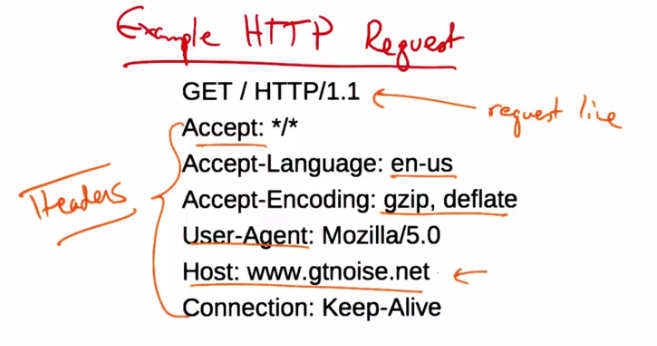 Example HTTP Request
GET / HTTP/1.1
request line
Accept: */*
Accept-Language: en-us
Accept-Encoding: gzip, deflate
Headers
User-Agent: Mozilla/5.0
Host: www.gtnoise.net
Connection: Keep-Alive